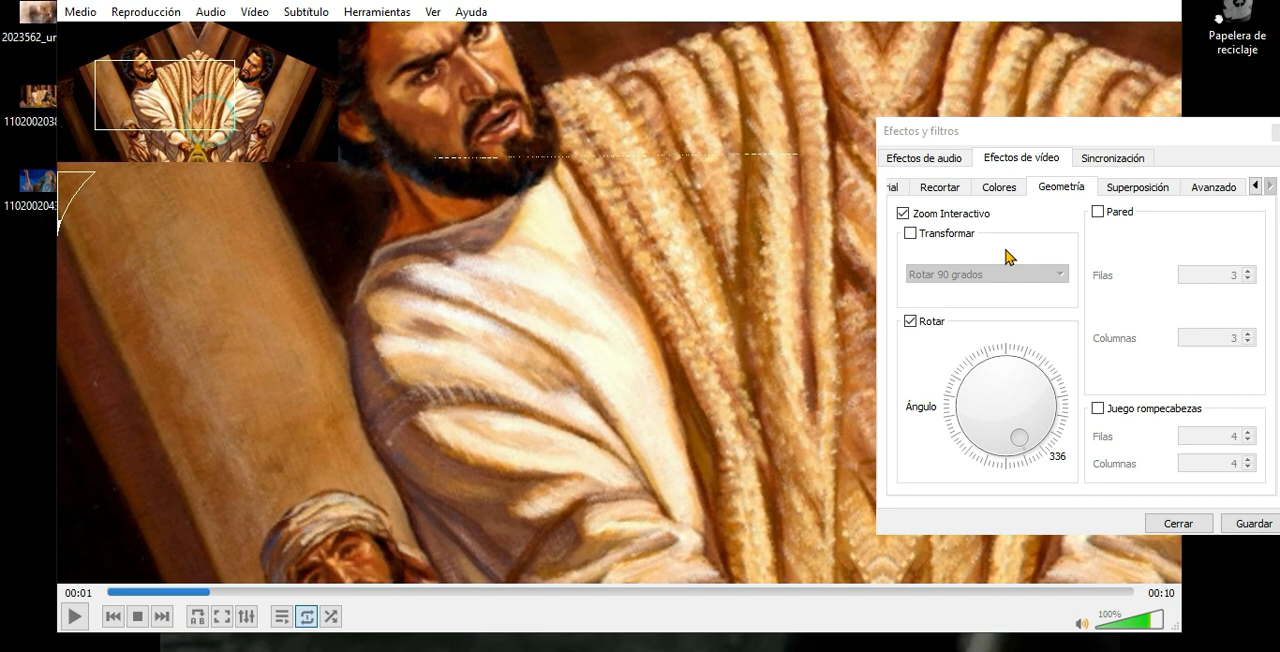 Medio Reproducción Audio Vídeo Subtítulo Herramientas Ver Ayuda
Papelera de
reciclaje
2023562_ur
1102002038
1102002043
Efectos y filtros
Efectos de audio Efectos de vídeo Sincronización
ial Recortar Colores Geometría Superposición Avanzado
Zoom Interactivo
Transformar
Rotar 90 grados
Rotar
Ángulo
336
Pared
Filas 3
Columnas 3
Juego rompecabezas
Filas 4
Columnas 4
Cerrar Guardar
00:01 00:10
A B
100%